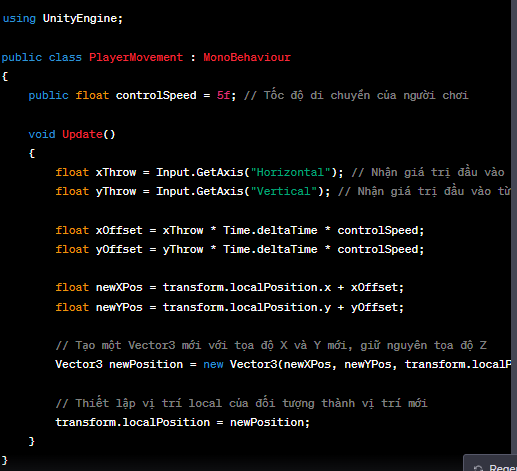 using UnityEngine;
public class PlayerMovement : MonoBehaviour
{
public float controlSpeed = 5f; // Tốc độ di chuyển của người chơi
void Update()
{
float xThrow = Input.GetAxis("Horizontal"); // Nhận giá trị đầu vào
float yThrow = Input.GetAxis("Vertical"); // Nhận giá trị đầu vào từ
float xOffset = xThrow * Time.deltaTime * controlSpeed;
float yOffset = yThrow * Time.deltaTime * controlSpeed;
float newXPos = transform.localPosition.x + xOffset;
float newYPos = transform.localPosition.y + yOffset;
// Tạo một Vector3 mới với tọa độ X và Y mới, giữ nguyên tọa độ Z
Vector3 newPosition = new Vector3(newXPos, newYPos, transform.localP
// Thiết lập vị trí local của đối tượng thành vị trí mới
transform.localPosition = newPosition;
}
}